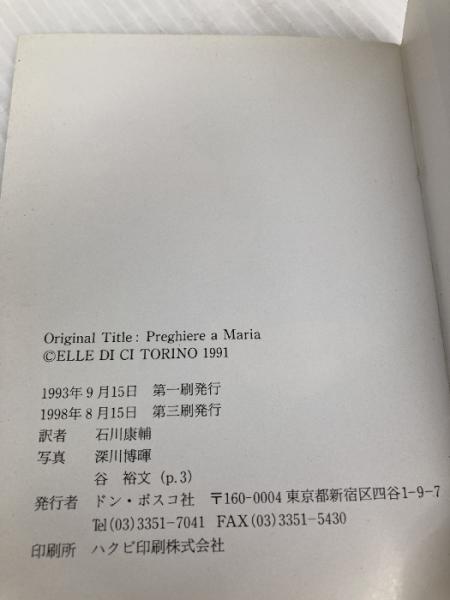 Original Title: Preghiere a Maria
©ELLE DI CI TORINO 1991
1993年9月15日 第一刷発行
1998年8月15日 第三刷発行
訳者 石川康輔
写真 深川博暉
谷 裕文(p.3)
発行者 ドン・ボスコ社 〒160-0004 東京都新宿区四谷1-9-7
Tel(03)3351-7041 FAX(03)3351-5430
印刷所 ハクビ印刷株式会社